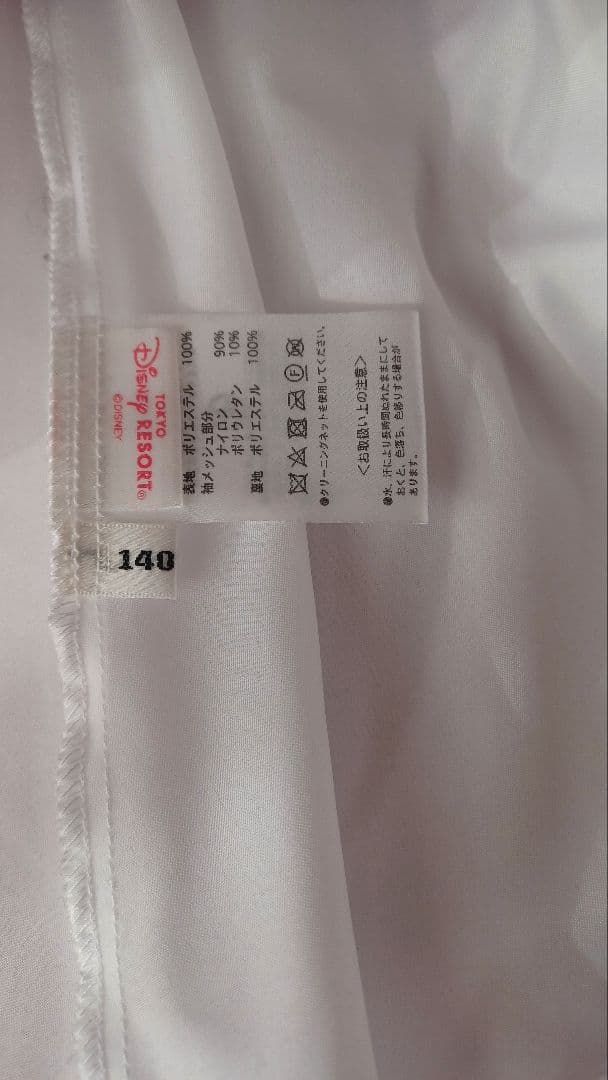 TOKYO
Disney RESORT®
©DISNEY
表地 ポリエステル 100%
袖メッシュ部分
ナイロン 90%
ポリウレタン 10%
裏地 ポリエステル 100%
F W
●クリーニングネットを使用してください。
<お取扱い上の注意>
●水、汗により長時間ぬれたままにして
おくと、色落ち、色移りする場合が
あります。
140